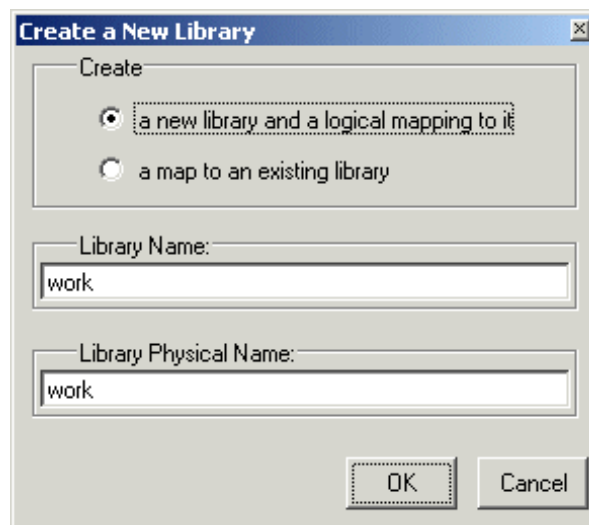 Create a New Library
Create
a new library and a logical mapping to it
a map to an existing library
Library Name:
work
Library Physical Name:
work
OK
Cancel